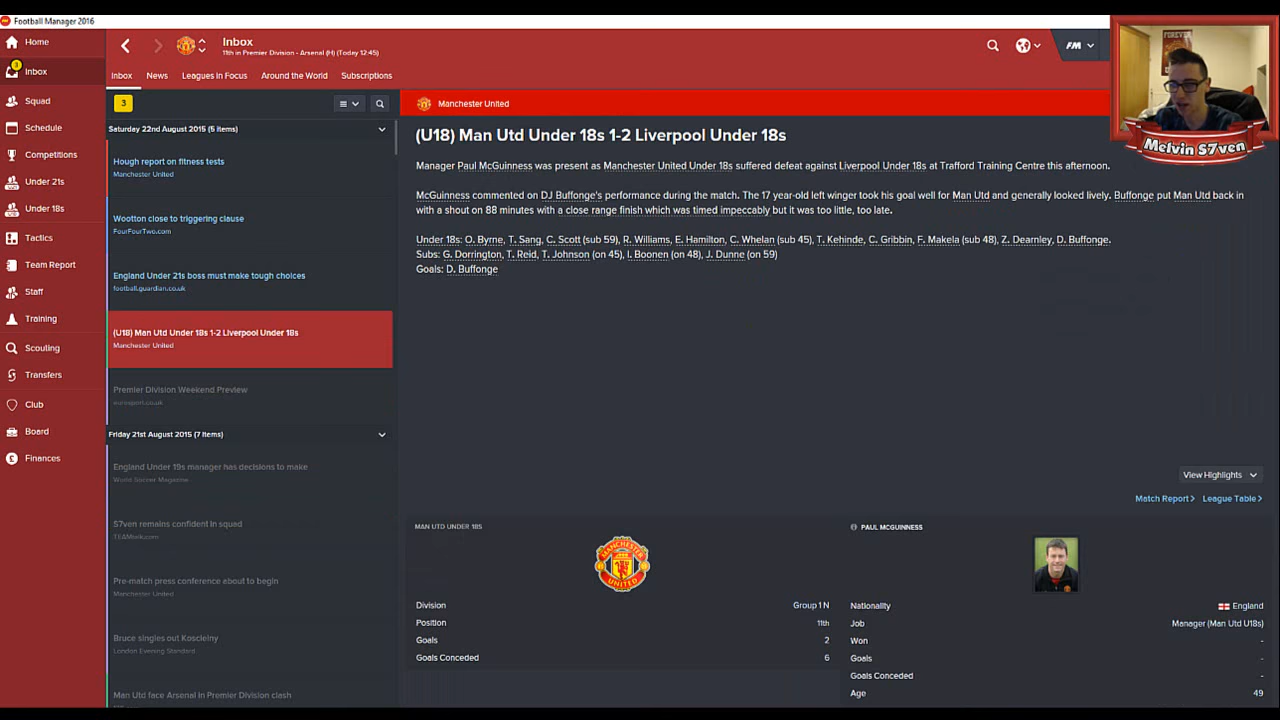 Football Manager 2016
Home
3
Inbox
Squad
Schedule
Competitions
Under 21s
Under 18s
Tactics
Team Report
Staff
Training
Scouting
Transfers
Club
Board
Finances
Inbox
11th in Premier Division - Arsenal (H) (Today 12:45)
FM
Inbox
News
Leagues in Focus
Around the World
Subscriptions
3
Saturday 22nd August 2015 (5 items)
Hough report on fitness tests
Manchester United
Wootton close to triggering clause
FourFourTwo.com
England Under 21s boss must make tough choices
football.guardian.co.uk
(U18) Man Utd Under 18s 1-2 Liverpool Under 18s
Manchester United
Premier Division Weekend Preview
eurosport.co.uk
Friday 21st August 2015 (7 items)
England Under 19s manager has decisions to make
World Soccer Magazine
S7ven remains confident in squad
TEAMtalk.com
Pre-match press conference about to begin
Manchester United
Bruce singles out Koscielny
London Evening Standard
Man Utd face Arsenal in Premier Division clash
Manchester United
(U18) Man Utd Under 18s 1-2 Liverpool Under 18s
Manager Paul McGuinness was present as Manchester United Under 18s suffered defeat against Liverpool Under 18s at Trafford Training Centre this afternoon.
McGuinness commented on DJ Buffonge's performance during the match. The 17 year-old left winger took his goal well for Man Utd and generally looked lively. Buffonge put Man Utd back in
with a shout on 88 minutes with a close range finish which was timed impeccably but it was too little, too late.
Under 18s: O. Byrne, T. Sang, C. Scott (sub 59), R. Williams, E. Hamilton, C. Whelan (sub 45), T. Kehinde, C. Gribbin, F. Makela (sub 48), Z. Dearnley, D. Buffonge.
Subs: G. Dorrington, T. Reid, T. Johnson (on 45), I. Boonen (on 48), J. Dunne (on 59)
Goals: D. Buffonge
View Highlights
Match Report
League Table
MAN UTD UNDER 18S
MANCHESTER
UNITED
Division Group 1 N
Position 11th
Goals 2
Goals Conceded 6
PAUL MCGUINNESS
Nationality England
Job Manager (Man Utd U18s)
Won -
Goals -
Goals Conceded -
Age 49
FOREVER
Melvin S7ven